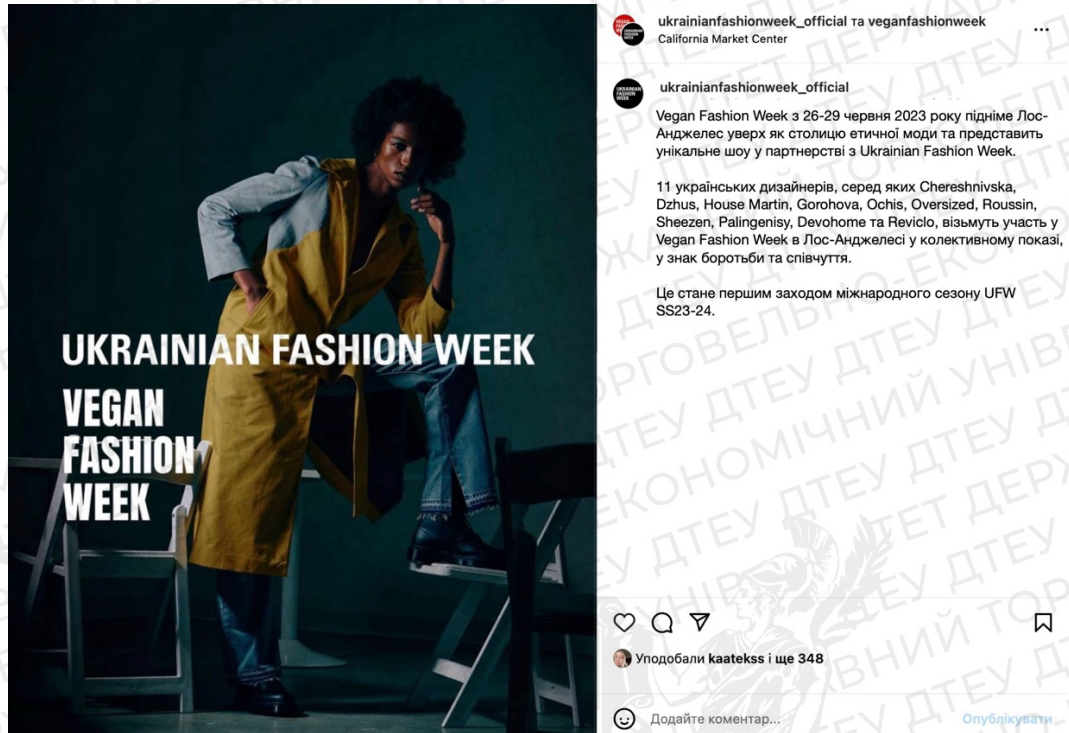 UKRAINIAN FASHION WEEK
VEGAN
FASHION
WEEK
ukrainianfashionweek_official та veganfashionweek
California Market Center
ukrainianfashionweek_official
Vegan Fashion Week з 26-29 червня 2023 року підніме Лос-
Анджелес уверх як столицю етичної моди та представить
унікальне шоу у партнерстві з Ukrainian Fashion Week.
11 українських дизайнерів, серед яких Chereshnivska,
Dzhus, House Martin, Gorohova, Ochis, Oversized, Roussin,
Sheezen, Palingenisy, Devohome та Reviclo, візьмуть участь у
Vegan Fashion Week в Лос-Анджелесі у колективному показі,
у знак боротьби та співчуття.
Це стане першим заходом міжнародного сезону UFW
SS23-24.
Уподобали kaatekss і ще 348
Додайте коментар...
Опублікувати